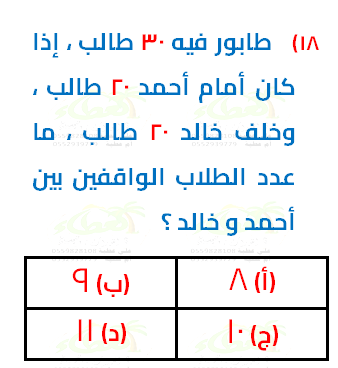 ١٨) طابور فيه ٣٠ طالب ، إذا
كان أمام أحمد ٢٠ طالب ،
وخلف خالد ٢٠ طالب ، ما
عدد الطلاب الواقفين بين
أحمد و خالد ؟
(أ) ٨ (ب) ٩
(ج) ١٠ (د) ١١